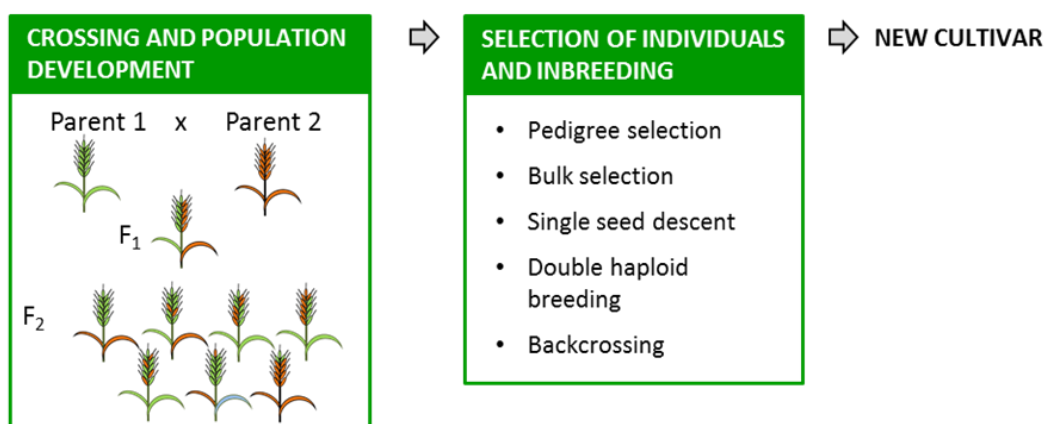 CROSSING AND POPULATION
DEVELOPMENT
Parent 1 x Parent 2
F₁
F₂
SELECTION OF INDIVIDUALS
AND INBREEDING
• Pedigree selection
• Bulk selection
• Single seed descent
• Double haploid
breeding
• Backcrossing
NEW CULTIVAR